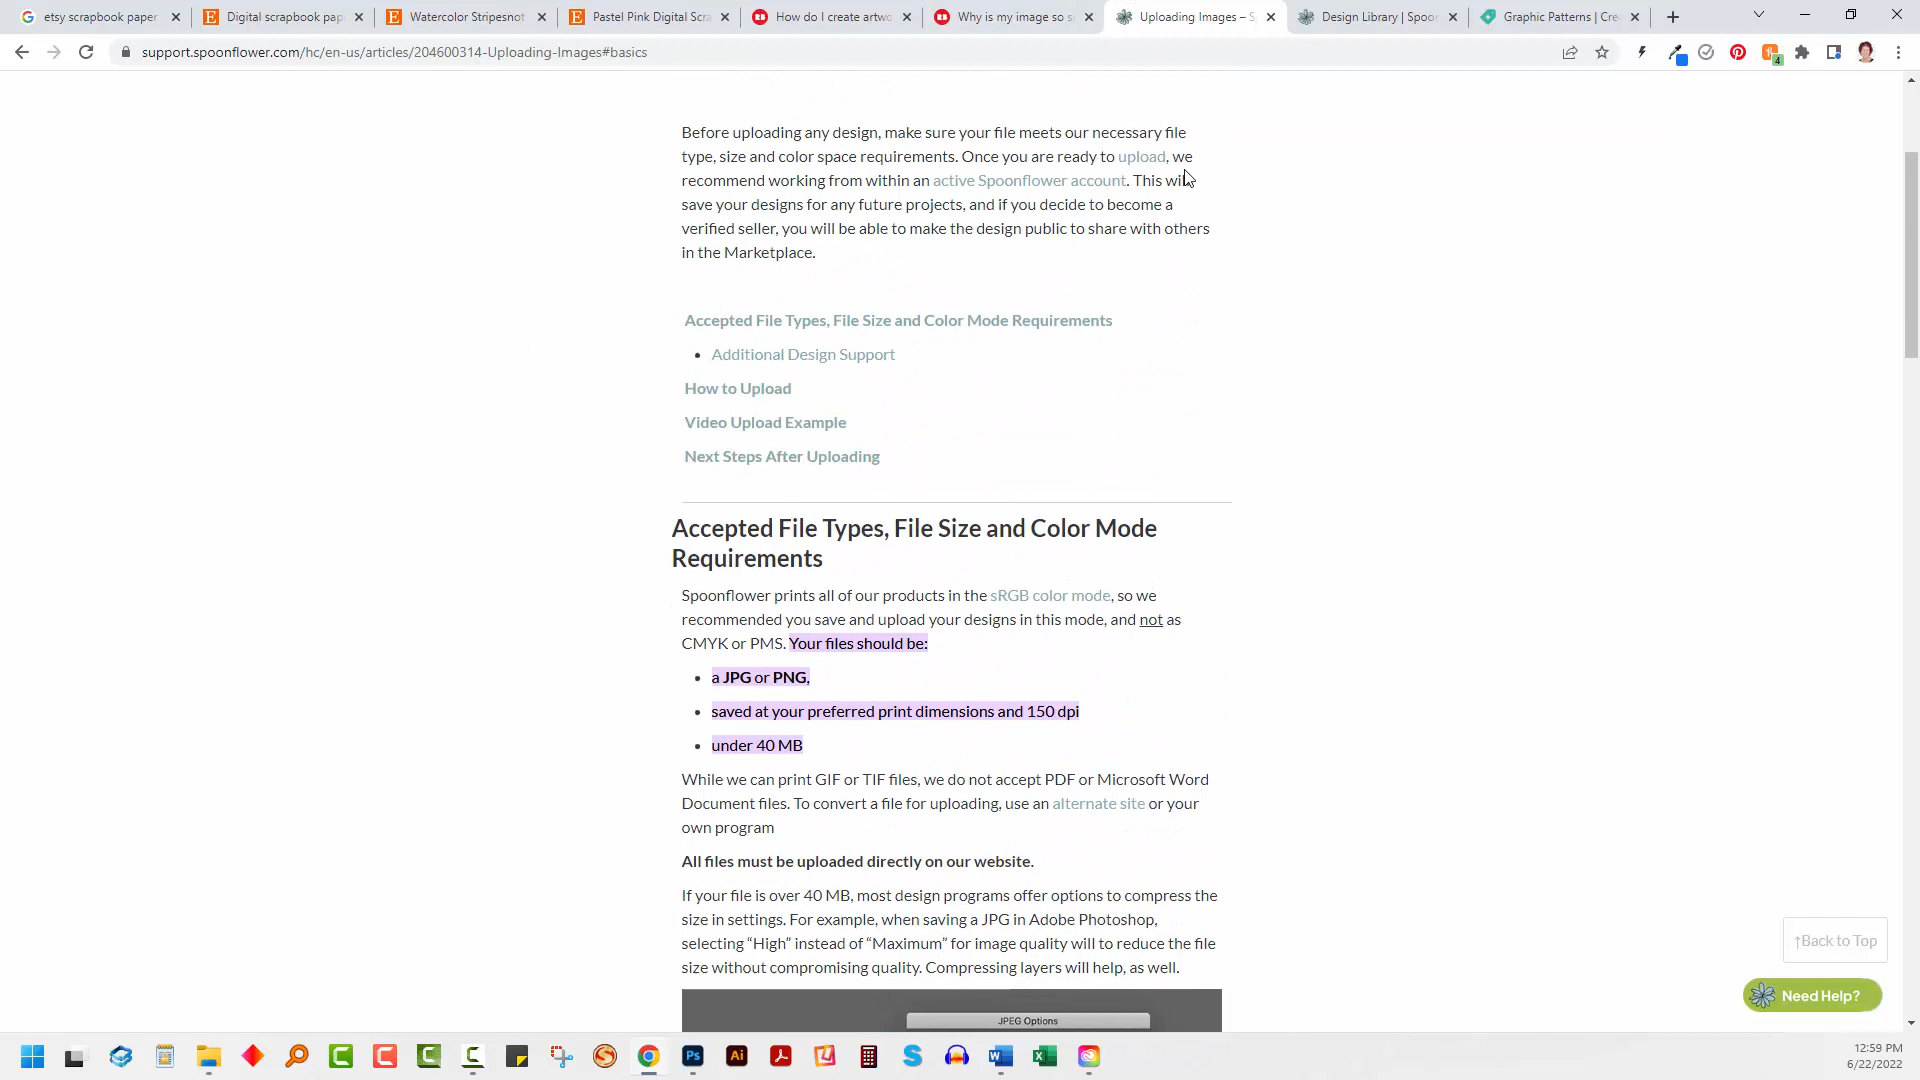 etsy scrapbook paper
Digital scrapbook pap
Watercolor Stripesnot
Pastel Pink Digital Scra
How do I create artwo
Why is my image so s
Uploading Images – S
Design Library | Spoon
Graphic Patterns | Cre
support.spoonflower.com/hc/en-us/articles/204600314-Uploading-Images#basics
4
Before uploading any design, make sure your file meets our necessary file
type, size and color space requirements. Once you are ready to upload, we
recommend working from within an active Spoonflower account. This will
save your designs for any future projects, and if you decide to become a
verified seller, you will be able to make the design public to share with others
in the Marketplace.
Accepted File Types, File Size and Color Mode Requirements
• Additional Design Support
How to Upload
Video Upload Example
Next Steps After Uploading
Accepted File Types, File Size and Color Mode
Requirements
Spoonflower prints all of our products in the sRGB color mode, so we
recommended you save and upload your designs in this mode, and not as
CMYK or PMS. Your files should be:
• a JPG or PNG,
• saved at your preferred print dimensions and 150 dpi
• under 40 MB
While we can print GIF or TIF files, we do not accept PDF or Microsoft Word
Document files. To convert a file for uploading, use an alternate site or your
own program
All files must be uploaded directly on our website.
If your file is over 40 MB, most design programs offer options to compress the
size in settings. For example, when saving a JPG in Adobe Photoshop,
selecting “High” instead of “Maximum” for image quality will to reduce the file
size without compromising quality. Compressing layers will help, as well.
↑Back to Top
Need Help?
JPEG Options
12:59 PM
6/22/2022